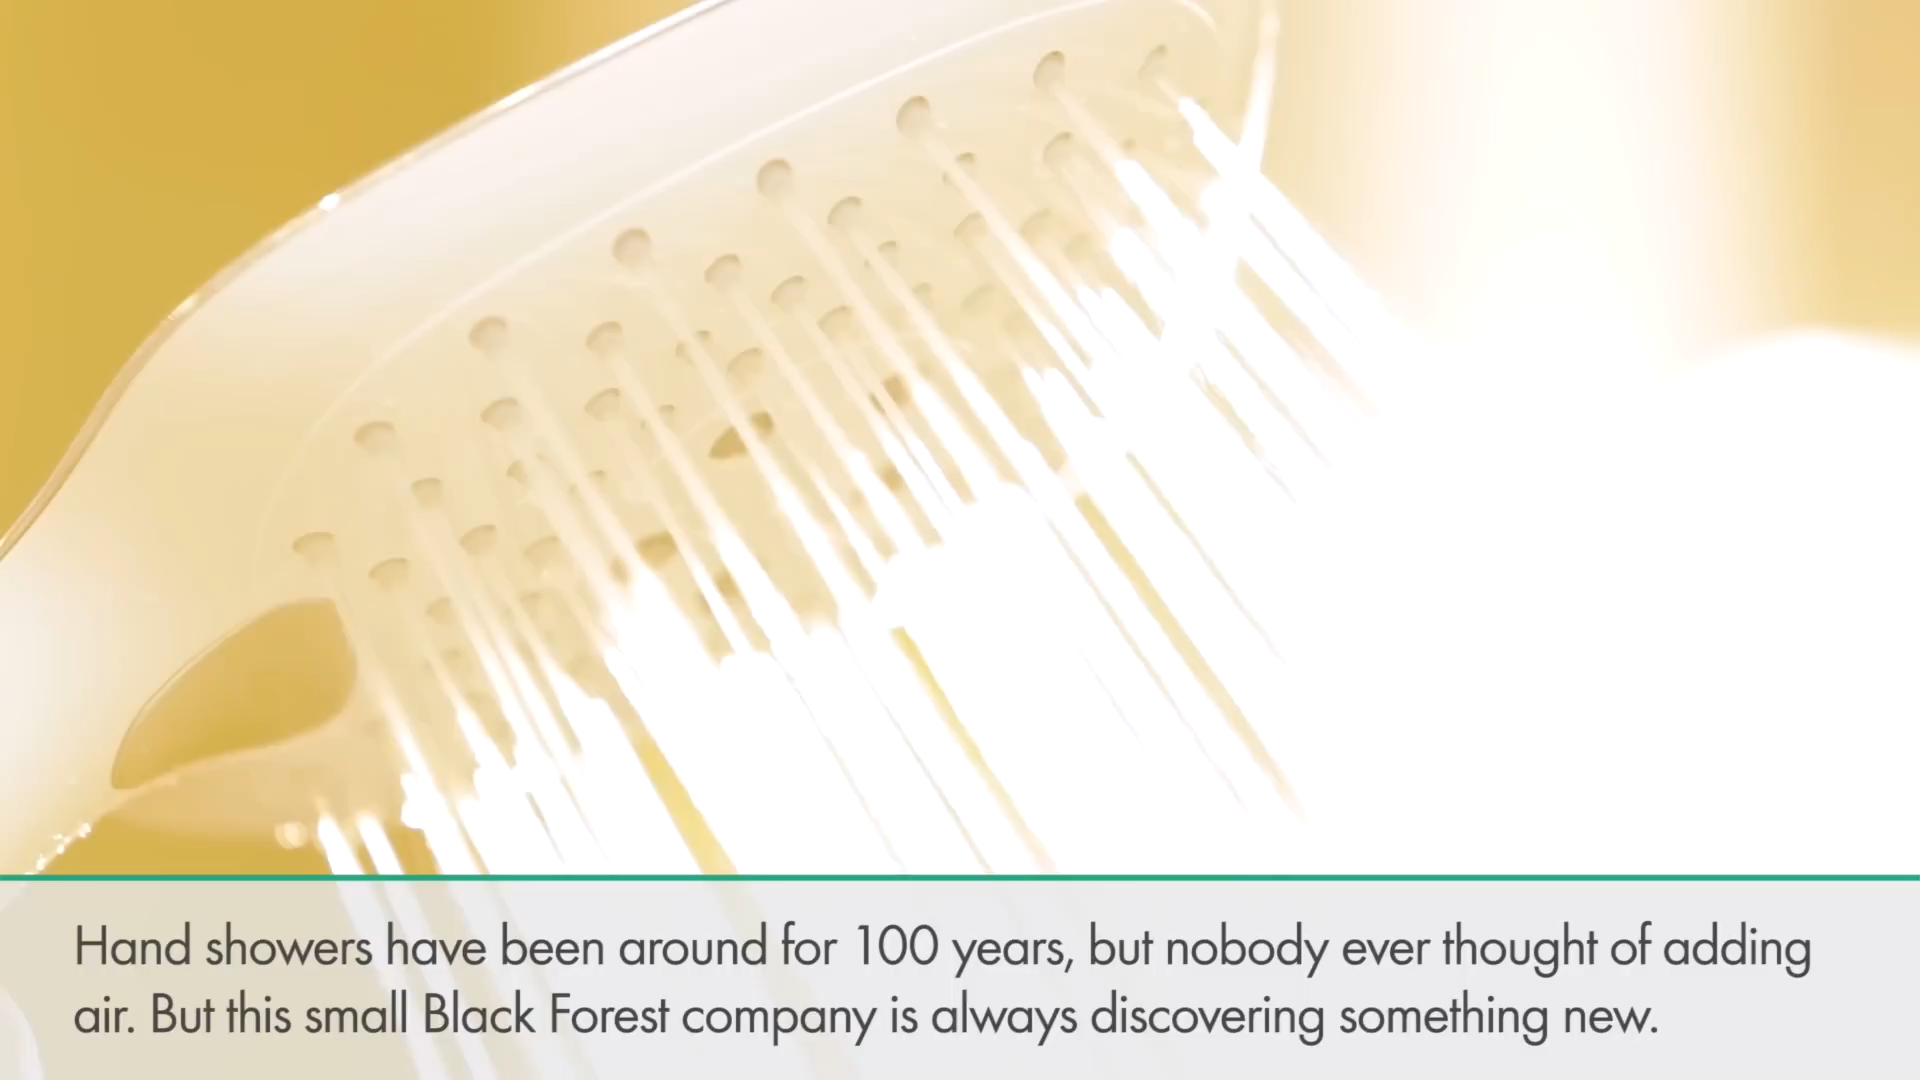 Hand showers have been around for 100 years, but nobody ever thought of adding
air. But this small Black Forest company is always discovering something new.